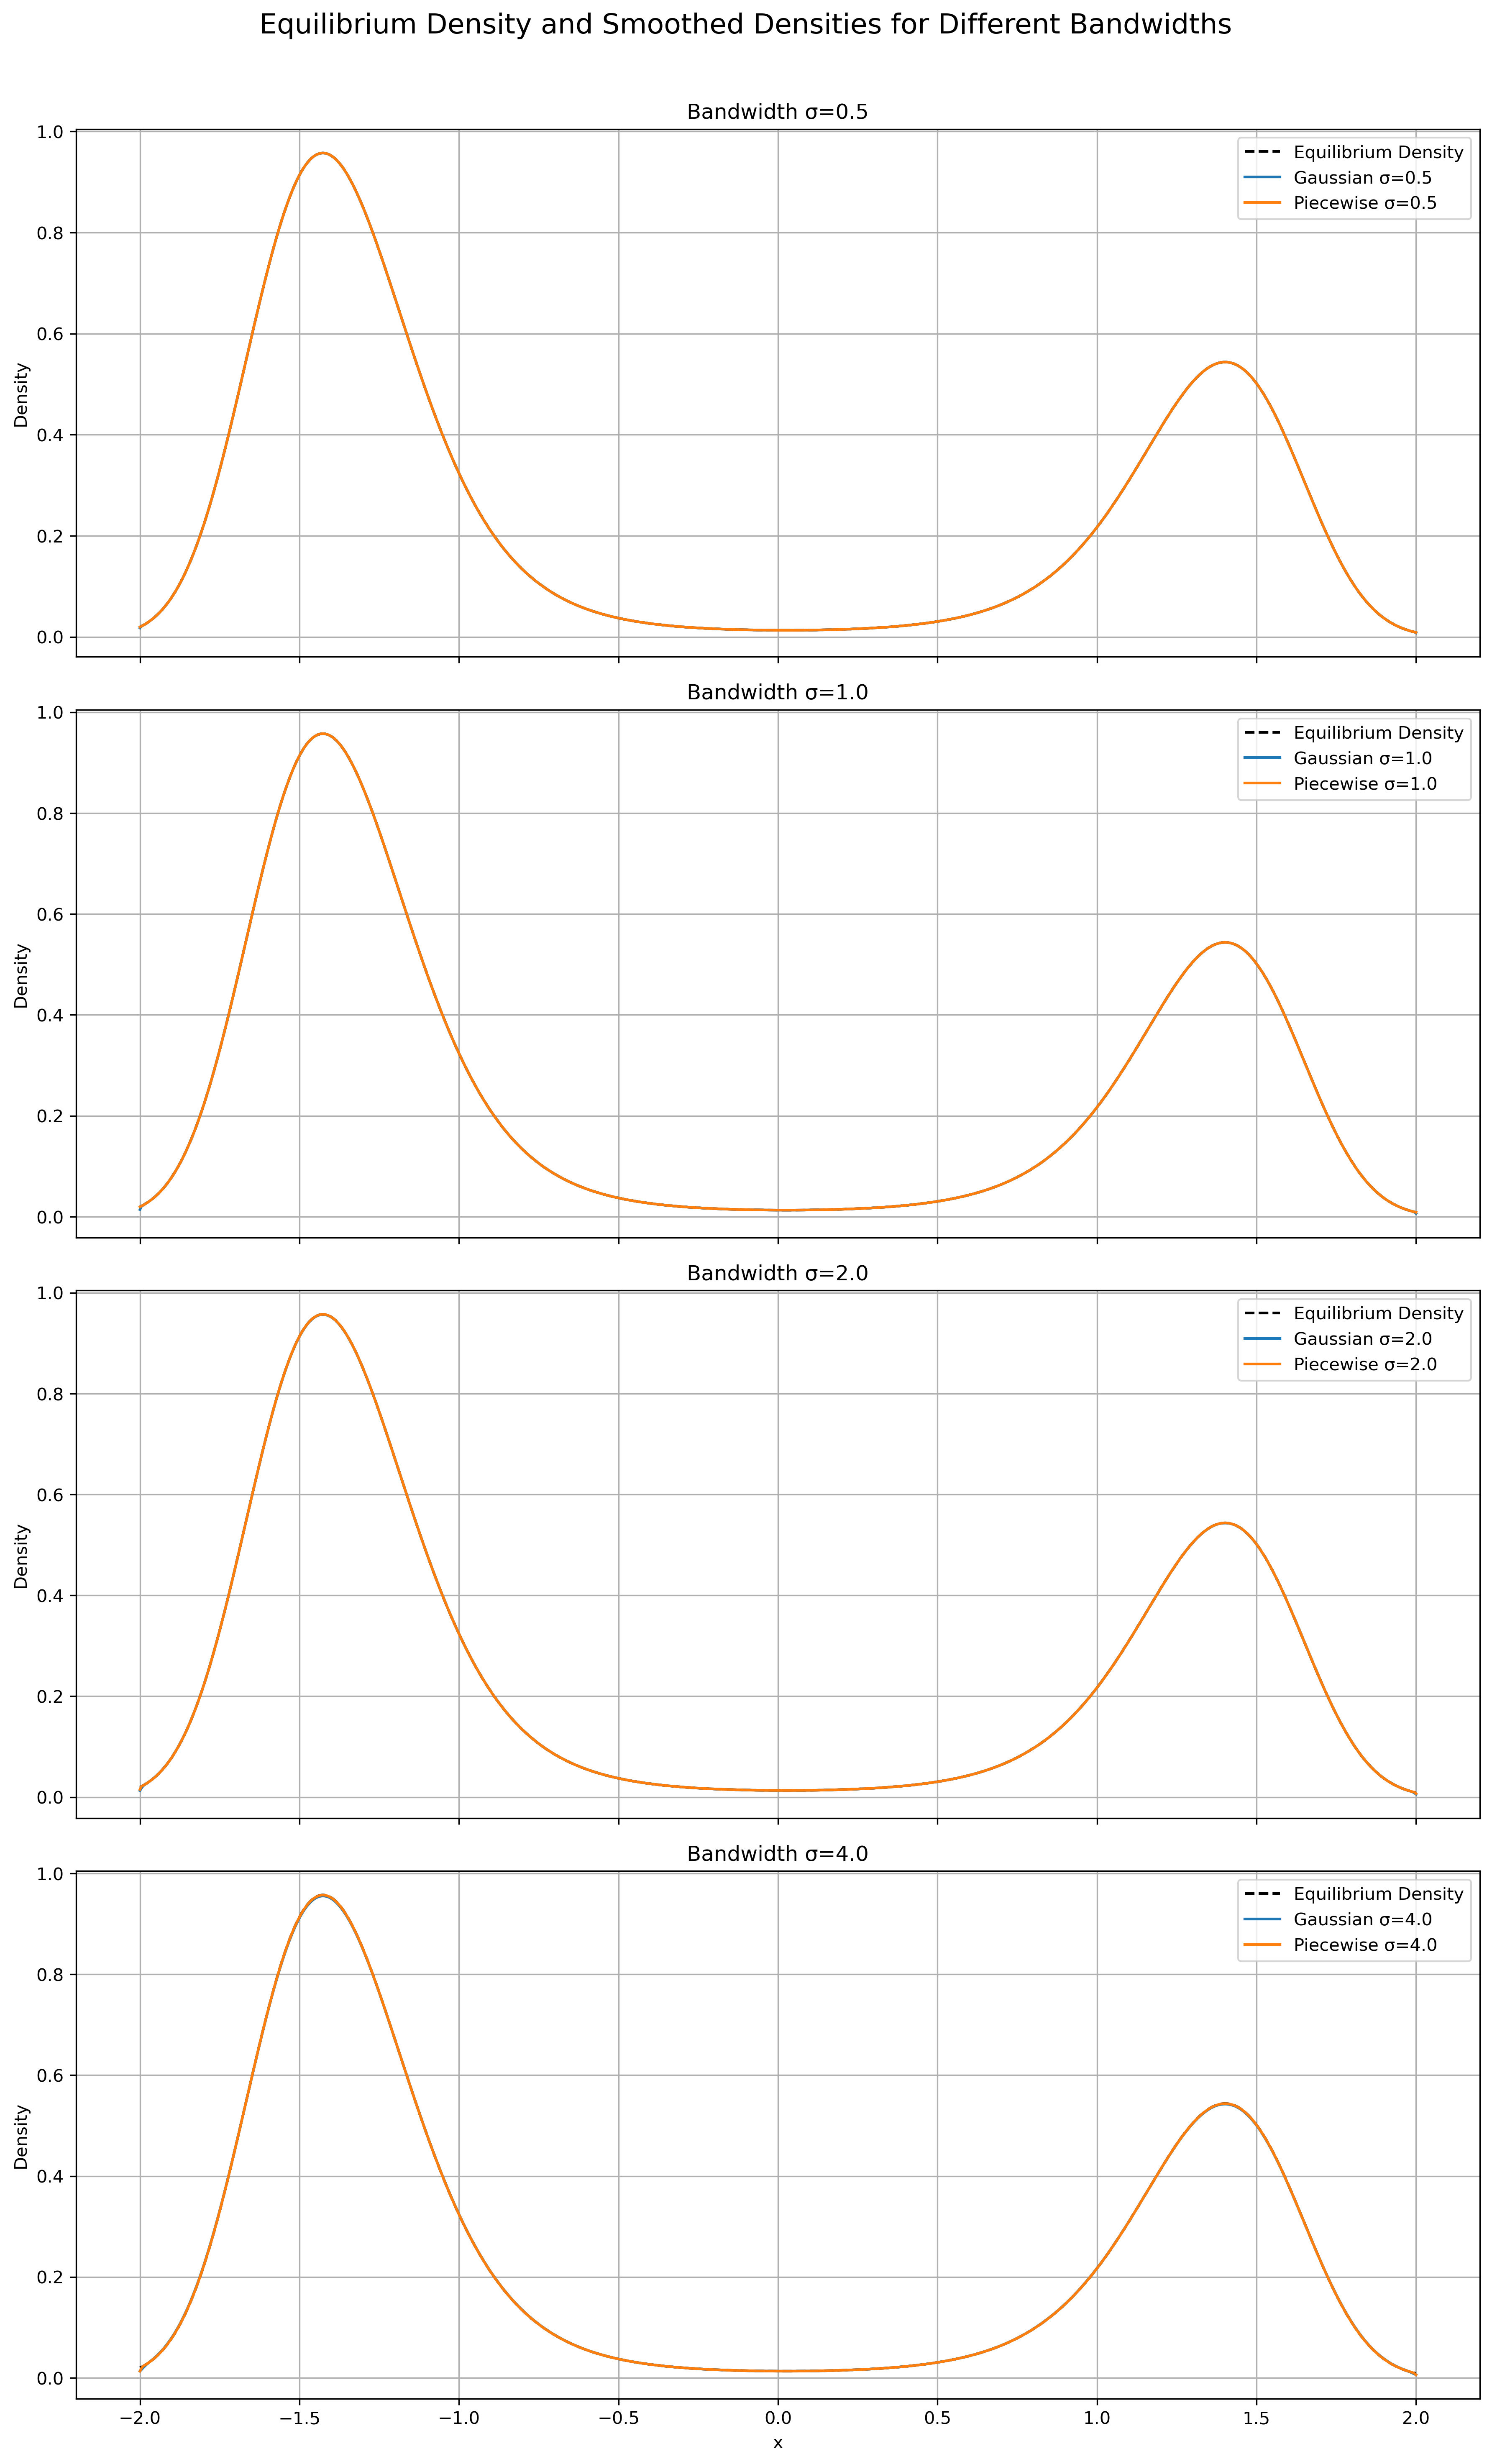 Equilibrium Density and Smoothed Densities for Different Bandwidths
Bandwidth σ=0.5
1.0
0.8
0.6
0.4
0.2
0.0
Density
Equilibrium Density
Gaussian σ=0.5
Piecewise σ=0.5
Bandwidth σ=1.0
1.0
0.8
0.6
0.4
0.2
0.0
Density
Equilibrium Density
Gaussian σ=1.0
Piecewise σ=1.0
Bandwidth σ=2.0
1.0
0.8
0.6
0.4
0.2
0.0
Density
Equilibrium Density
Gaussian σ=2.0
Piecewise σ=2.0
Bandwidth σ=4.0
1.0
0.8
0.6
0.4
0.2
0.0
Density
Equilibrium Density
Gaussian σ=4.0
Piecewise σ=4.0
−2.0 −1.5 −1.0 −0.5 0.0 0.5 1.0 1.5 2.0
x